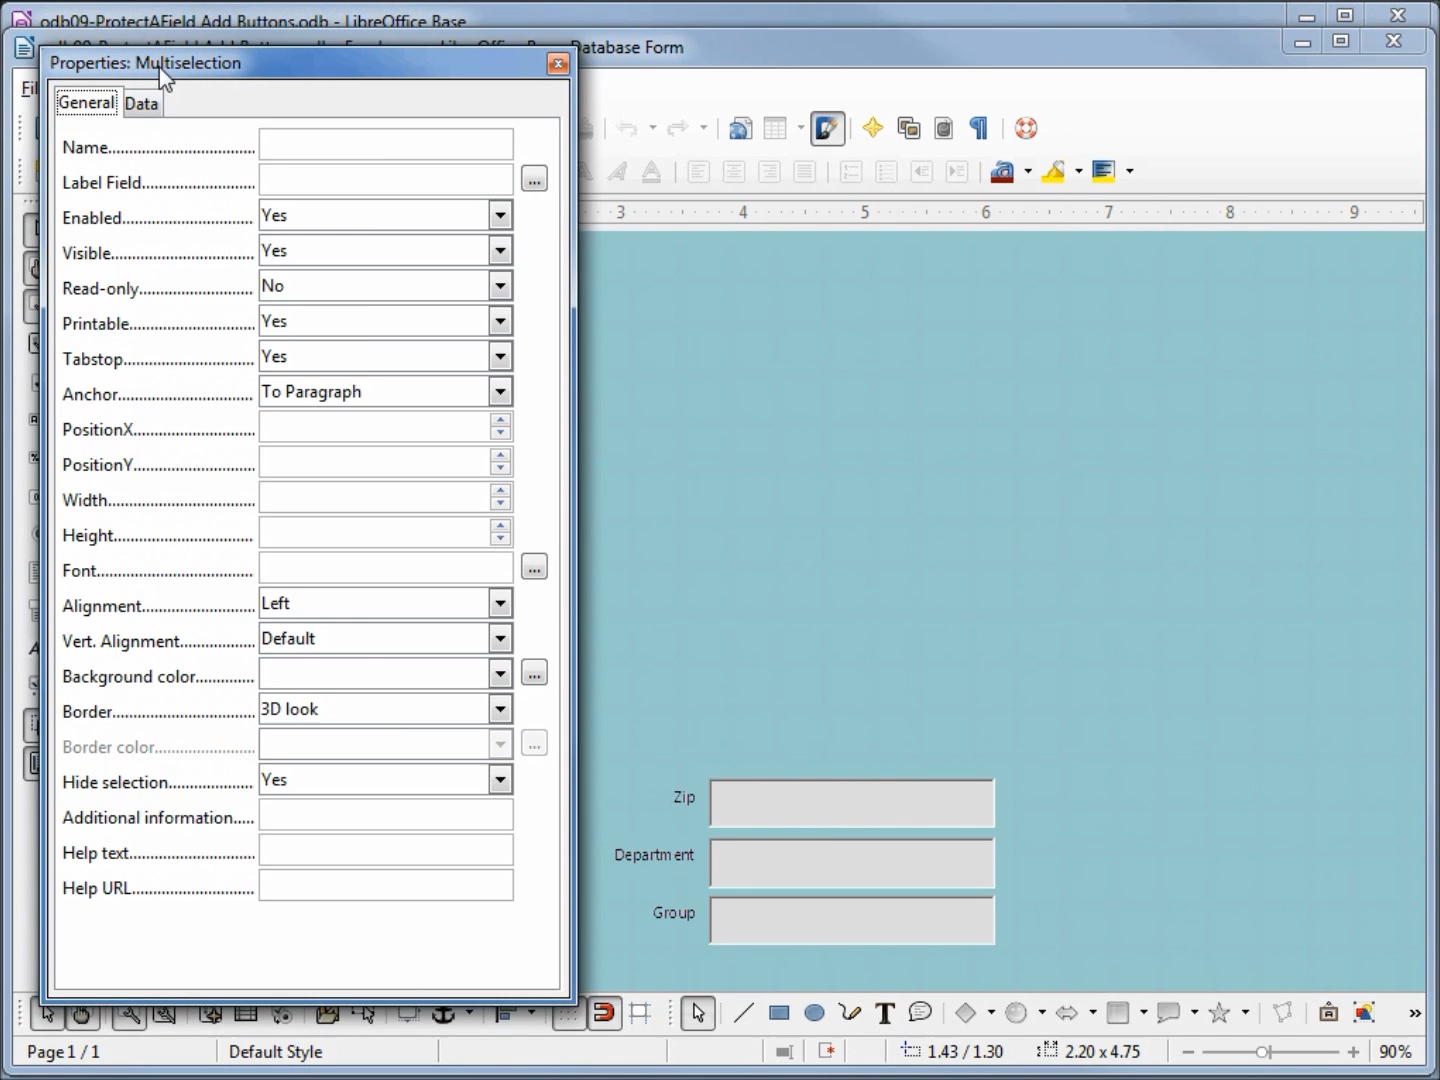 odb09-ProtectAField Add Buttons.odb - LibreOffice Base
Database Form
Properties: Multiselection
Fil
General Data
Name
Label Field
...
Enabled
Yes
Visible
Yes
Read-only
No
Printable
Yes
Tabstop
Yes
Anchor
To Paragraph
PositionX
PositionY
Width
Height
Font
...
Alignment
Left
Vert. Alignment
Default
Background color
...
Border
3D look
Border color
...
Hide selection
Yes
Additional information
Help text
Help URL
3 4 5 6 7 8 9
Zip
Department
Group
Page 1 / 1
Default Style
1.43 / 1.30
2.20 x 4.75
90%